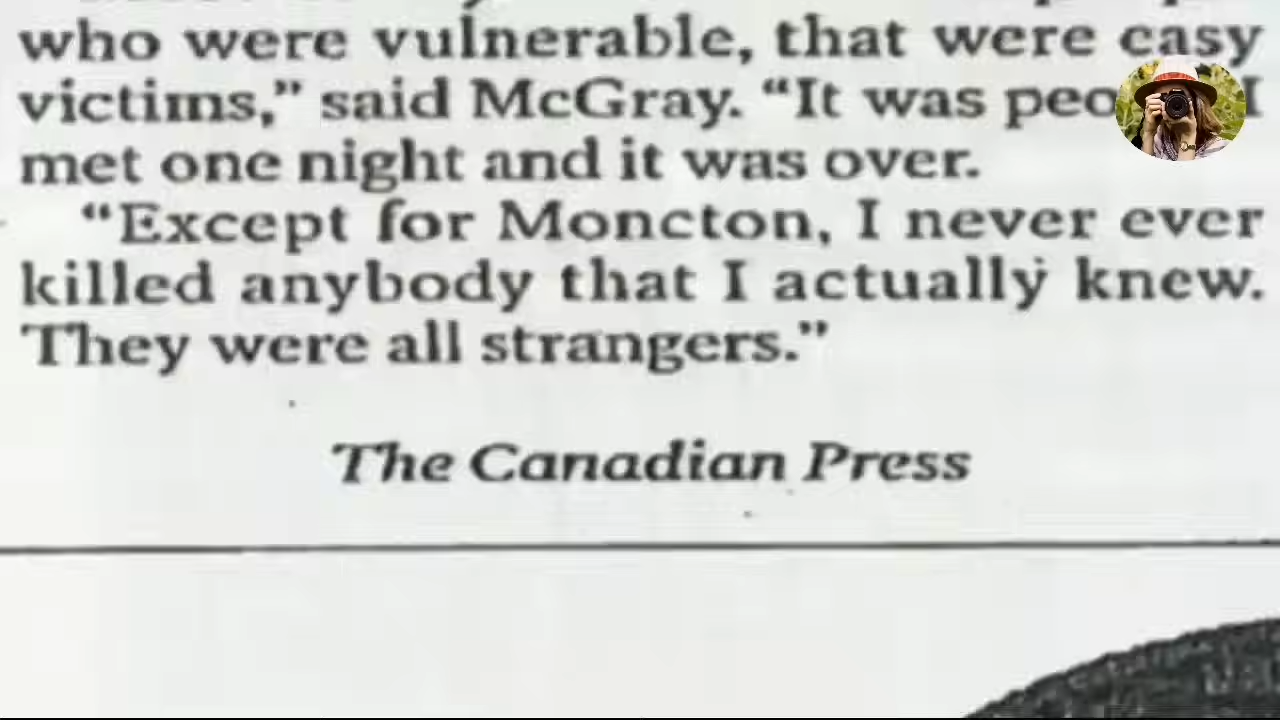 who were vulnerable, that were easy
victims,” said McGray. “It was peo I
met one night and it was over.
“Except for Moncton, I never ever
killed anybody that I actually knew.
They were all strangers.”
The Canadian Press